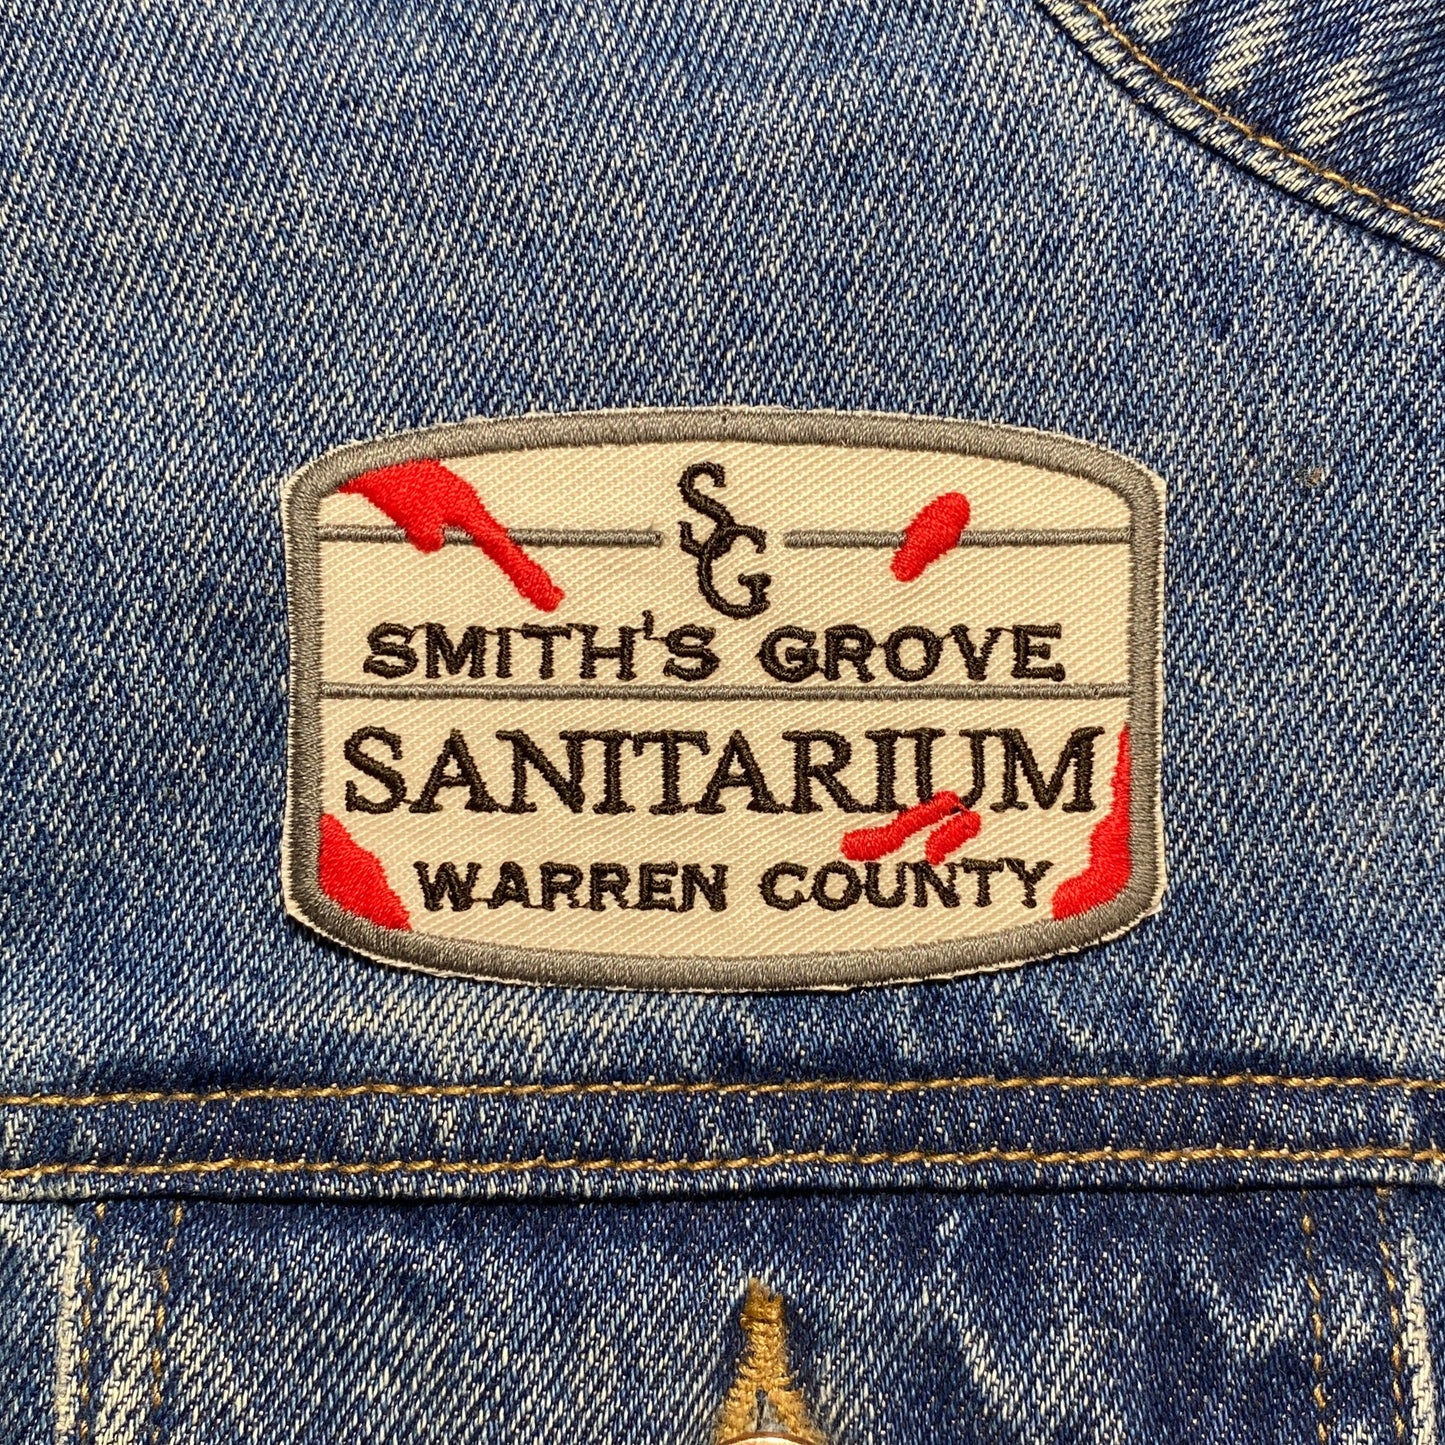 SG
SMITH'S GROVE
SANITARIUM
WARREN COUNTY